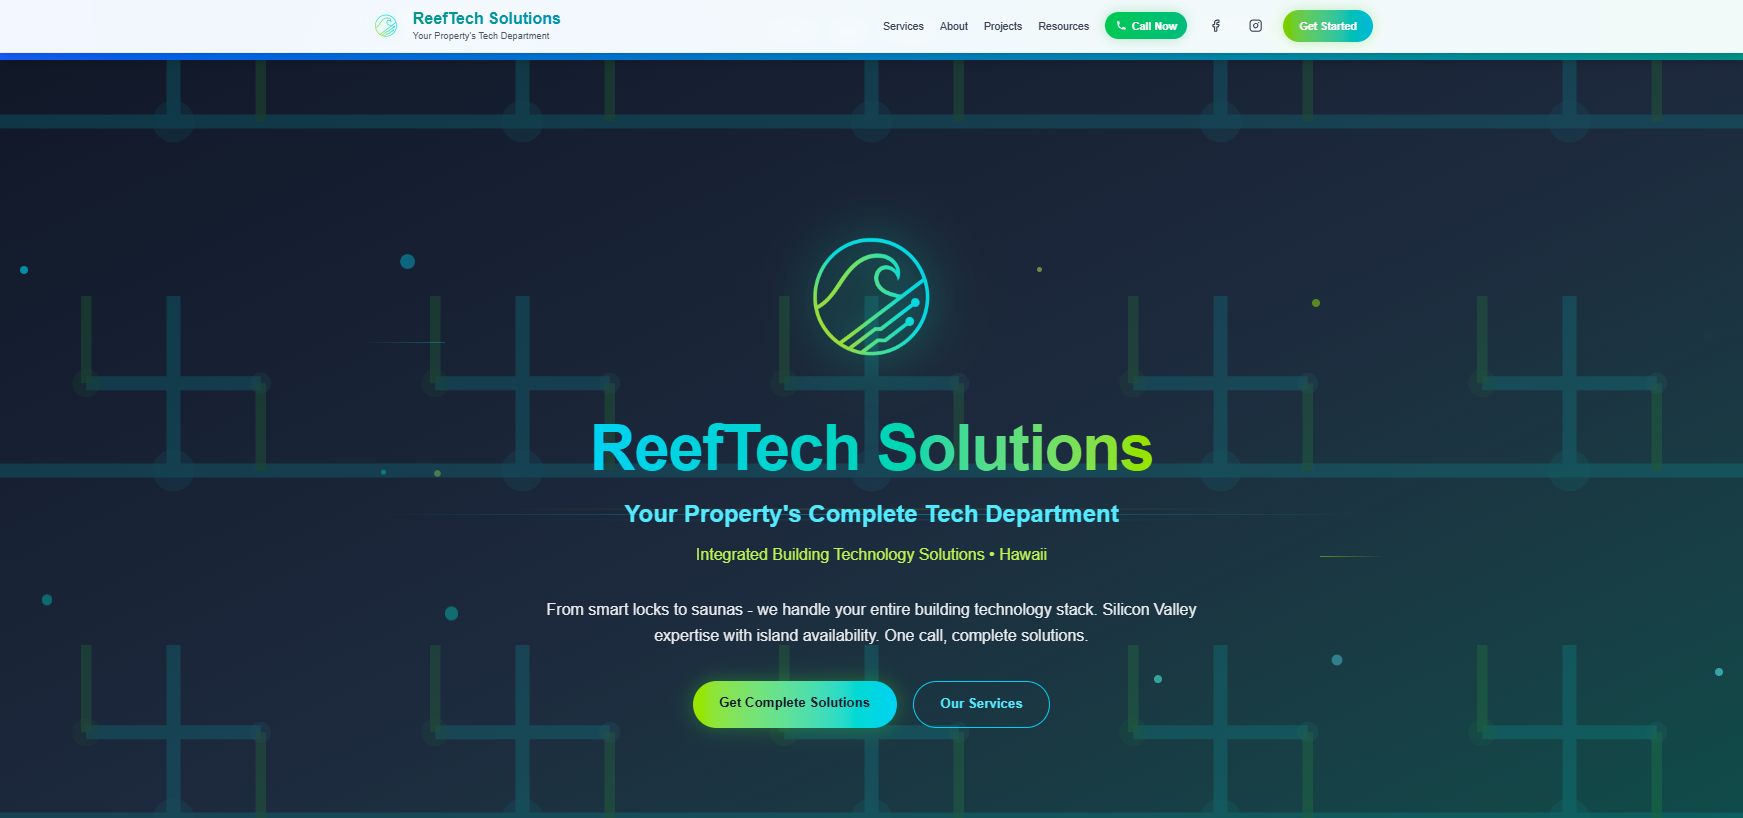 ReefTech Solutions
Your Property's Tech Department
Services
About
Projects
Resources
Call Now
Get Started
ReefTech Solutions
Your Property's Complete Tech Department
Integrated Building Technology Solutions • Hawaii
From smart locks to saunas - we handle your entire building technology stack. Silicon Valley
expertise with island availability. One call, complete solutions.
Get Complete Solutions
Our Services